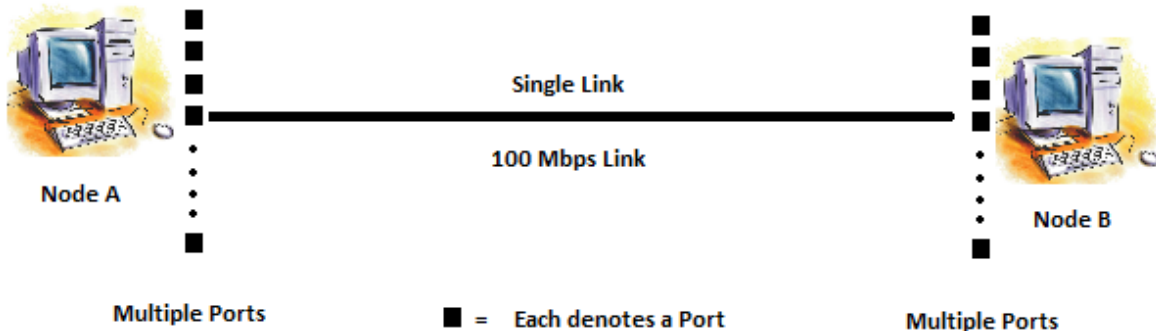 Single Link
100 Mbps Link
Node A
Node B
Multiple Ports
= Each denotes a Port
Multiple Ports